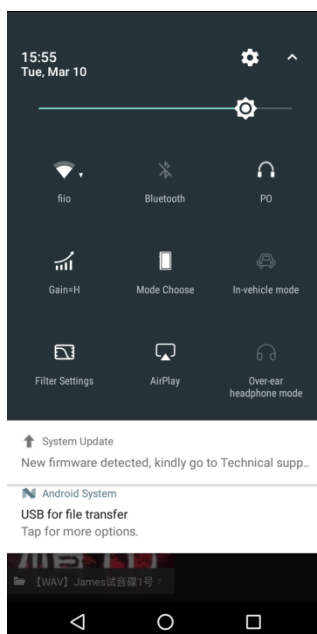 15:55
Tue, Mar 10
fiio
Bluetooth
PO
Gain=H
Mode Choose
In-vehicle mode
Filter Settings
AirPlay
Over-ear
headphone mode
System Update
New firmware detected, kindly go to Technical supp..
Android System
USB for file transfer
Tap for more options.
【WAV】James试音碟1号